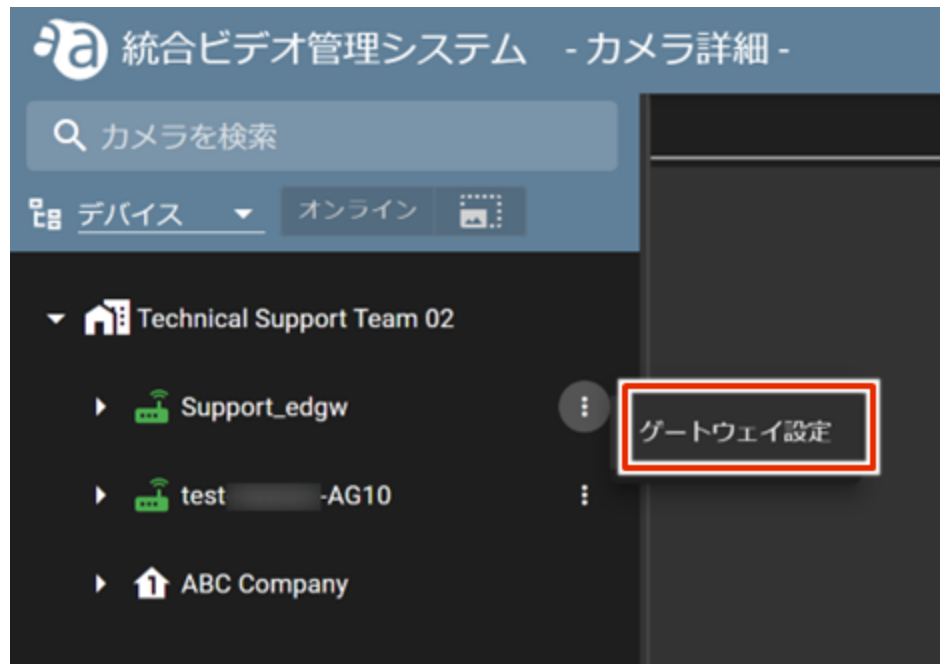 統合ビデオ管理システム - カメラ詳細 -
カメラを検索
デバイス オンライン
Technical Support Team 02
Support_edgw
ゲートウェイ設定
test -AG10
ABC Company